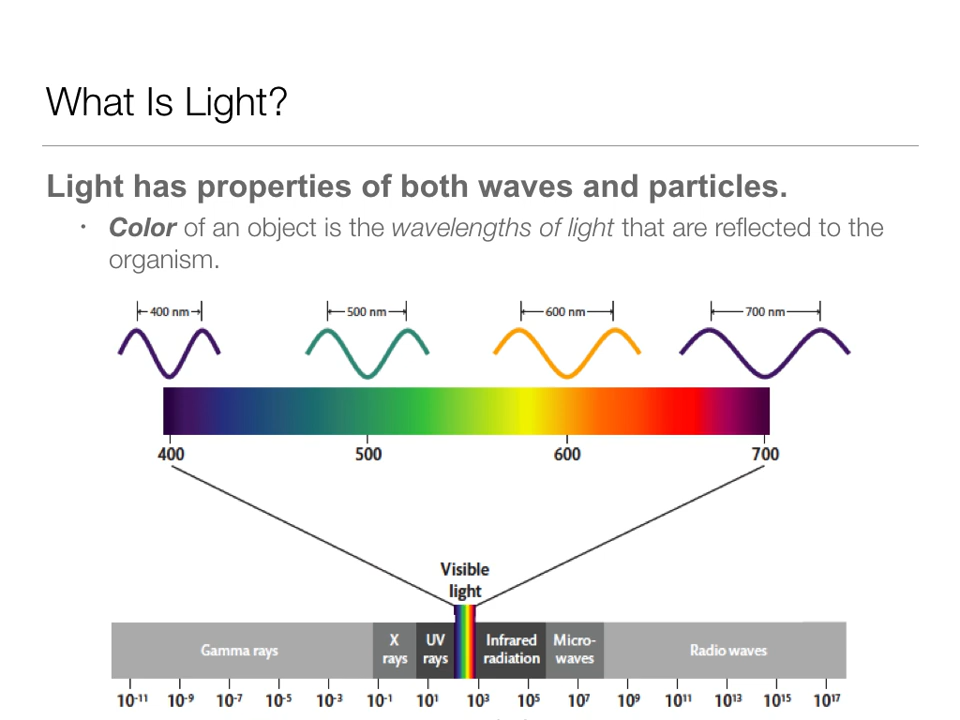 What Is Light?
Light has properties of both waves and particles.
· Color of an object is the wavelengths of light that are reflected to the
organism.
400 nm 500 nm 600 nm 700 nm
400 500 600 700
Visible
light
Gamma rays X rays UV rays Infrared radiation Micro-waves Radio waves
10⁻¹¹ 10⁻⁹ 10⁻⁷ 10⁻⁵ 10⁻³ 10⁻¹ 10¹ 10³ 10⁵ 10⁷ 10⁹ 10¹¹ 10¹³ 10¹⁵ 10¹⁷